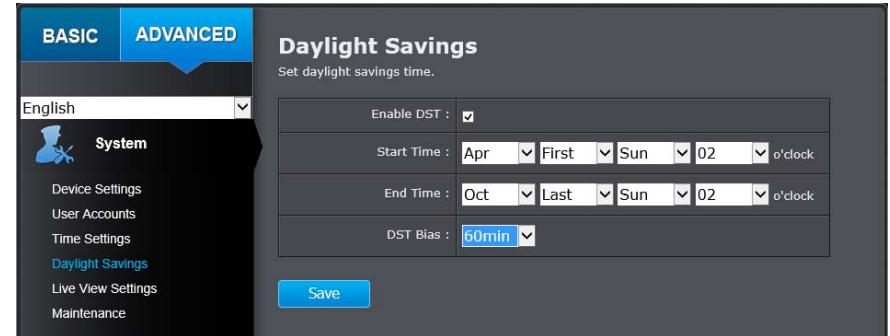 BASIC ADVANCED
English
System
Device Settings
User Accounts
Time Settings
Daylight Savings
Live View Settings
Maintenance
Daylight Savings
Set daylight savings time.
Enable DST :
Start Time : Apr First Sun 02 o'clock
End Time : Oct Last Sun 02 o'clock
DST Bias : 60min
Save